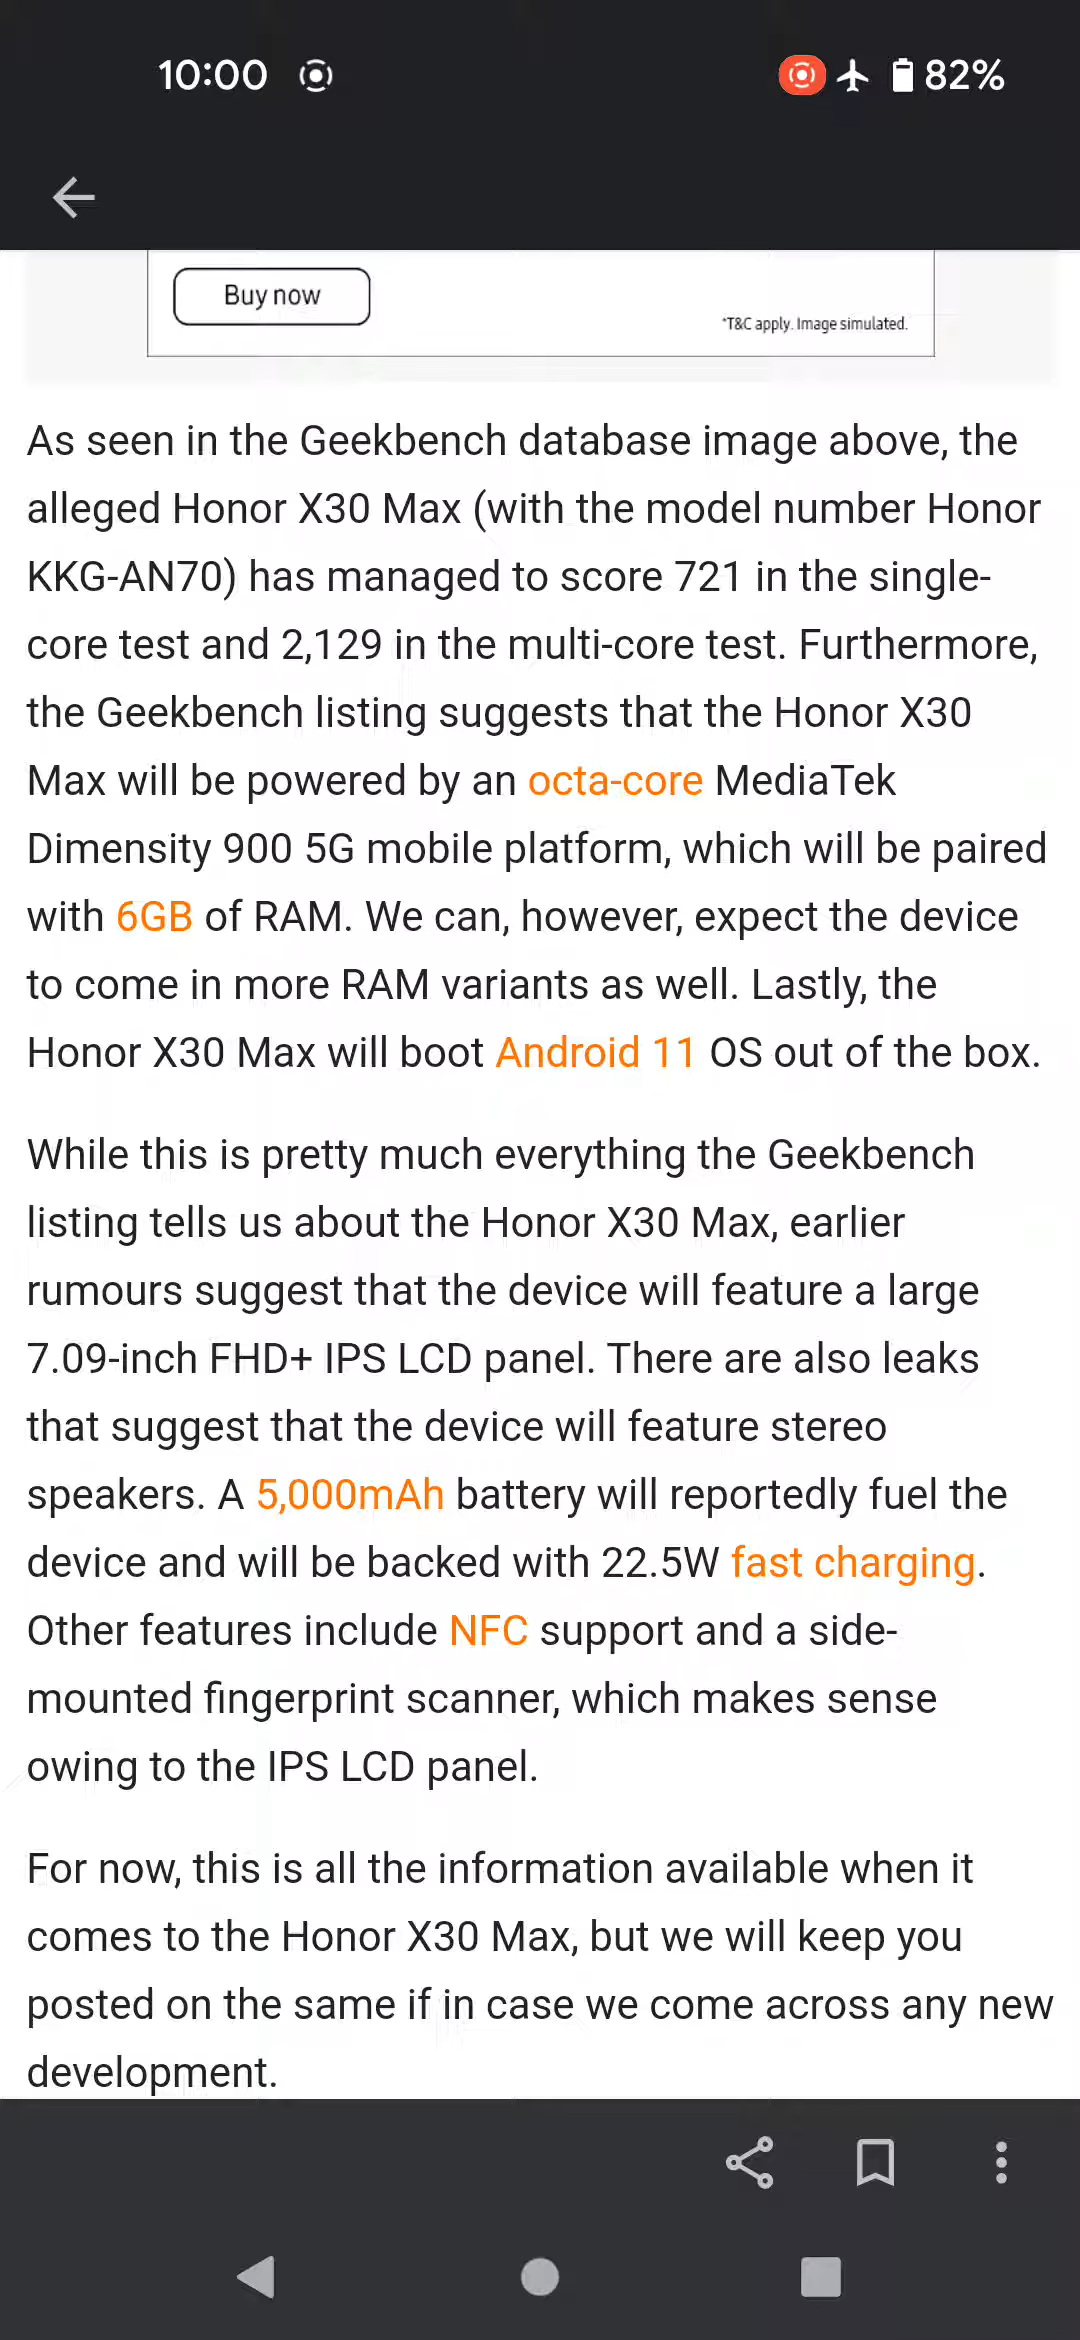 10:00
82%
Buy now
*T&C apply. Image simulated.
As seen in the Geekbench database image above, the
alleged Honor X30 Max (with the model number Honor
KKG-AN70) has managed to score 721 in the single-
core test and 2,129 in the multi-core test. Furthermore,
the Geekbench listing suggests that the Honor X30
Max will be powered by an octa-core MediaTek
Dimensity 900 5G mobile platform, which will be paired
with 6GB of RAM. We can, however, expect the device
to come in more RAM variants as well. Lastly, the
Honor X30 Max will boot Android 11 OS out of the box.
While this is pretty much everything the Geekbench
listing tells us about the Honor X30 Max, earlier
rumours suggest that the device will feature a large
7.09-inch FHD+ IPS LCD panel. There are also leaks
that suggest that the device will feature stereo
speakers. A 5,000mAh battery will reportedly fuel the
device and will be backed with 22.5W fast charging.
Other features include NFC support and a side-
mounted fingerprint scanner, which makes sense
owing to the IPS LCD panel.
For now, this is all the information available when it
comes to the Honor X30 Max, but we will keep you
posted on the same if in case we come across any new
development.